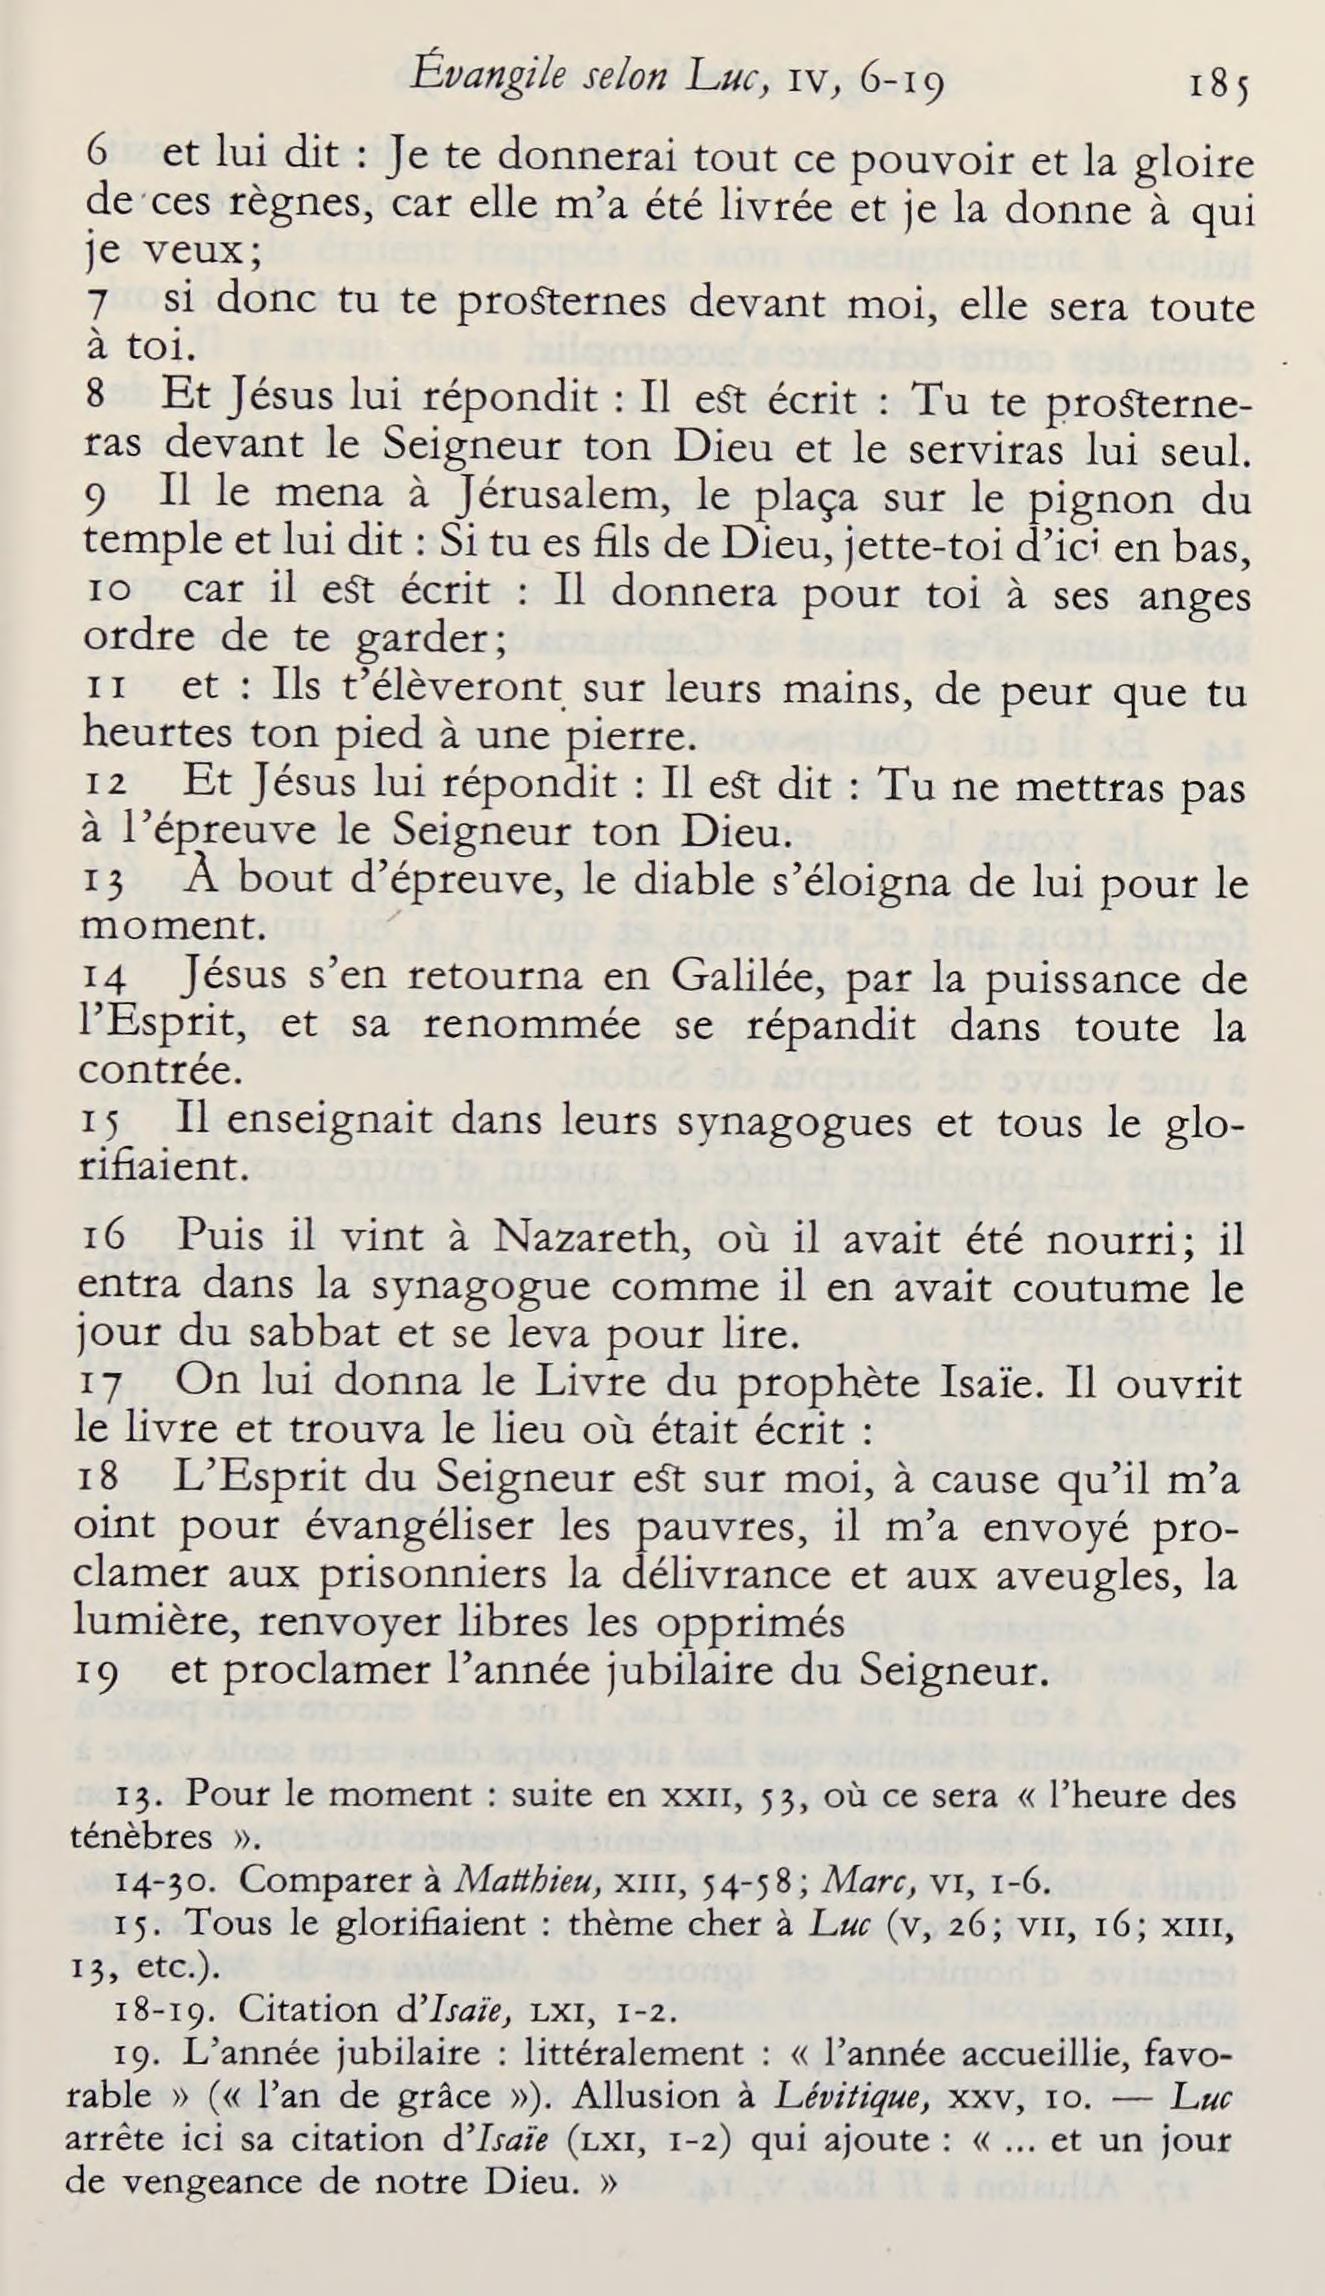 Évangile selon Luc, IV, 6-19 185
6 et lui dit : Je te donnerai tout ce pouvoir et la gloire
de ces règnes, car elle m’a été livrée et je la donne à qui
je veux;
7 si donc tu te prosternes devant moi, elle sera toute
à toi.
8 Et Jésus lui répondit : Il est écrit : Tu te prosterne-
ras devant le Seigneur ton Dieu et le serviras lui seul.
9 Il le mena à Jérusalem, le plaça sur le pignon du
temple et lui dit : Si tu es fils de Dieu, jette-toi d’ici en bas,
10 car il est écrit : Il donnera pour toi à ses anges
ordre de te garder;
11 et : Ils t’élèveront sur leurs mains, de peur que tu
heurtes ton pied à une pierre.
12 Et Jésus lui répondit : Il est dit : Tu ne mettras pas
à l’épreuve le Seigneur ton Dieu.
13 À bout d’épreuve, le diable s’éloigna de lui pour le
moment.
14 Jésus s’en retourna en Galilée, par la puissance de
l’Esprit, et sa renommée se répandit dans toute la
contrée.
15 Il enseignait dans leurs synagogues et tous le glo-
rifiaient.
16 Puis il vint à Nazareth, où il avait été nourri; il
entra dans la synagogue comme il en avait coutume le
jour du sabbat et se leva pour lire.
17 On lui donna le Livre du prophète Isaïe. Il ouvrit
le livre et trouva le lieu où était écrit :
18 L’Esprit du Seigneur est sur moi, à cause qu’il m’a
oint pour évangéliser les pauvres, il m’a envoyé pro-
clamer aux prisonniers la délivrance et aux aveugles, la
lumière, renvoyer libres les opprimés
19 et proclamer l’année jubilaire du Seigneur.
13. Pour le moment : suite en XXII, 53, où ce sera « l’heure des
ténèbres ».
14-30. Comparer à Matthieu, XIII, 54-58; Marc, VI, 1-6.
15. Tous le glorifiaient : thème cher à Luc (V, 26; VII, 16; XIII,
13, etc.).
18-19. Citation d’Isaïe, LXI, 1-2.
19. L’année jubilaire : littéralement : « l’année accueillie, favo-
rable » (« l’an de grâce »). Allusion à Lévitique, XXV, 10. — Luc
arrête ici sa citation d’Isaïe (LXI, 1-2) qui ajoute : « ... et un jour
de vengeance de notre Dieu. »